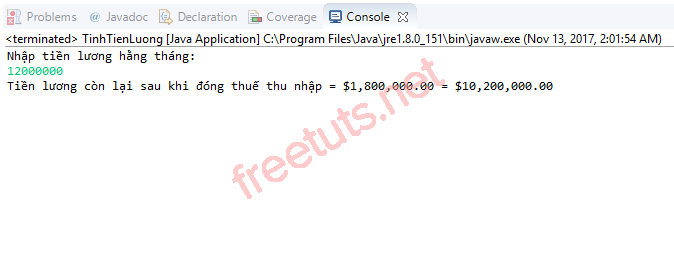 Problems @ Javadoc Declaration Coverage Console
<terminated> TinhTienLuong [Java Application] C:\Program Files\Java\jre1.8.0_151\bin\javaw.exe (Nov 13, 2017, 2:01:54 AM)
Nhập tiền lương hằng tháng:
12000000
Tiền lương còn lại sau khi đóng thuế thu nhập = $1,800,000.00 = $10,200,000.00
freetuts.net